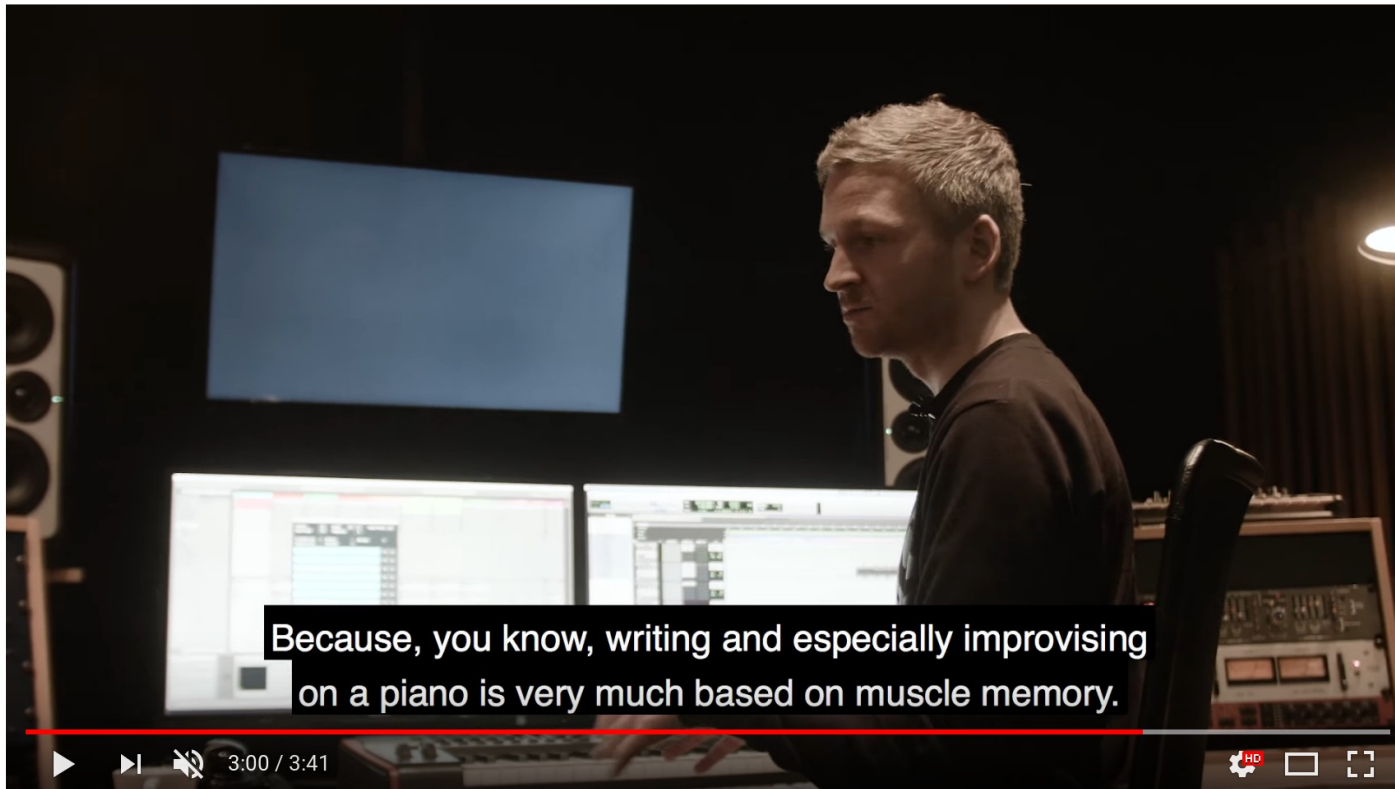 Because, you know, writing and especially improvising
on a piano is very much based on muscle memory.
3:00 / 3:41
HD